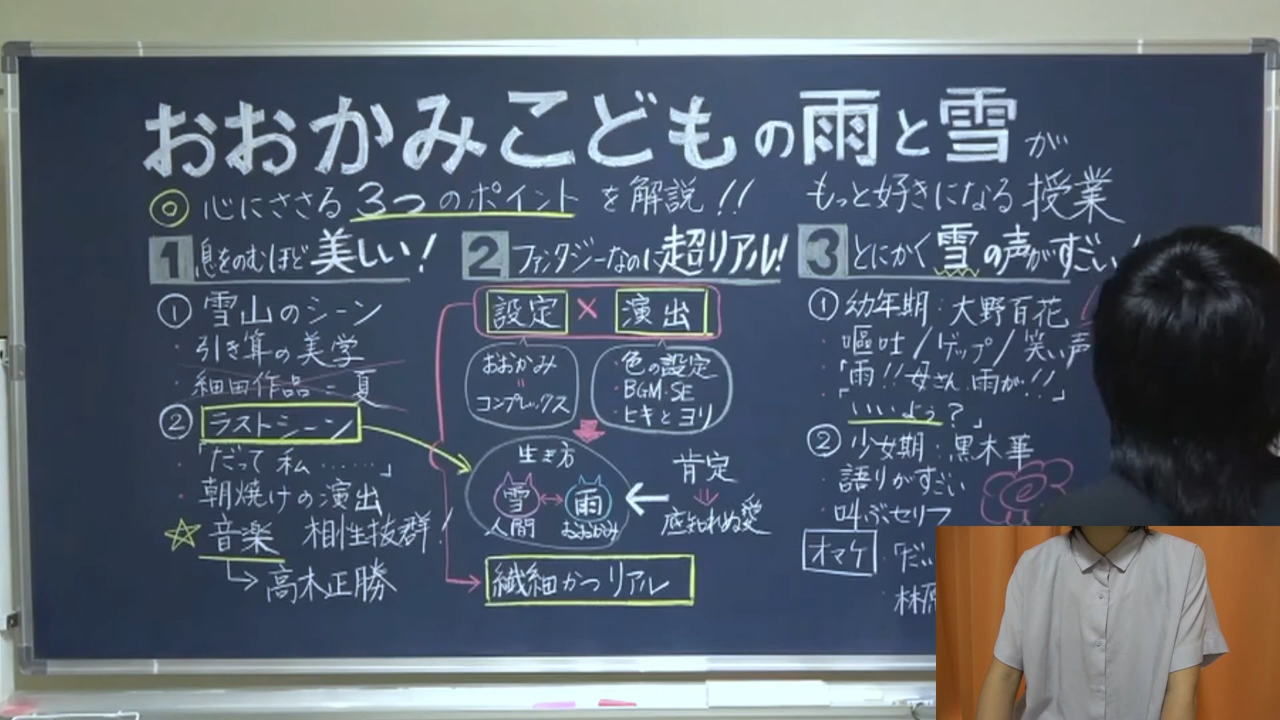 おおかみこどもの雨と雪が
◎心にささる3つのポイントを解説!! もっと好きになる授業
1 息をのむほど美しい!
① 雪山のシーン
・引き算の美学
・細田作品=夏
② ラストシーン
・「だって私……」
・朝焼けの演出
☆音楽 相性抜群!
→高木正勝
2 ファンタジーなのに超リアル!
設定×演出
おおかみ
=
コンプレックス
・色の設定
・BGM・SE
・ヒキとヨリ
生き方
雪↔雨
人間 おおかみ
肯定
底知れぬ愛
繊細かつリアル
3 とにかく雪の声がすごい!
① 幼年期:大野百花
・嘔吐/ゲップ/笑い声
・「雨!!母さん、雨が!!」
・いいよぅ?
② 少女期:黒木華
・語りがすごい
・叫ぶセリフ
オマケ ・「だい
林原